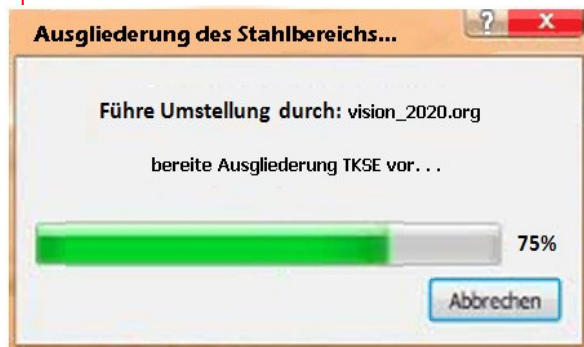 Ausgliederung des Stahlbereichs...
? X
Führe Umstellung durch: vision_2020.org
bereite Ausgliederung TKSE vor...
75%
Abbrechen